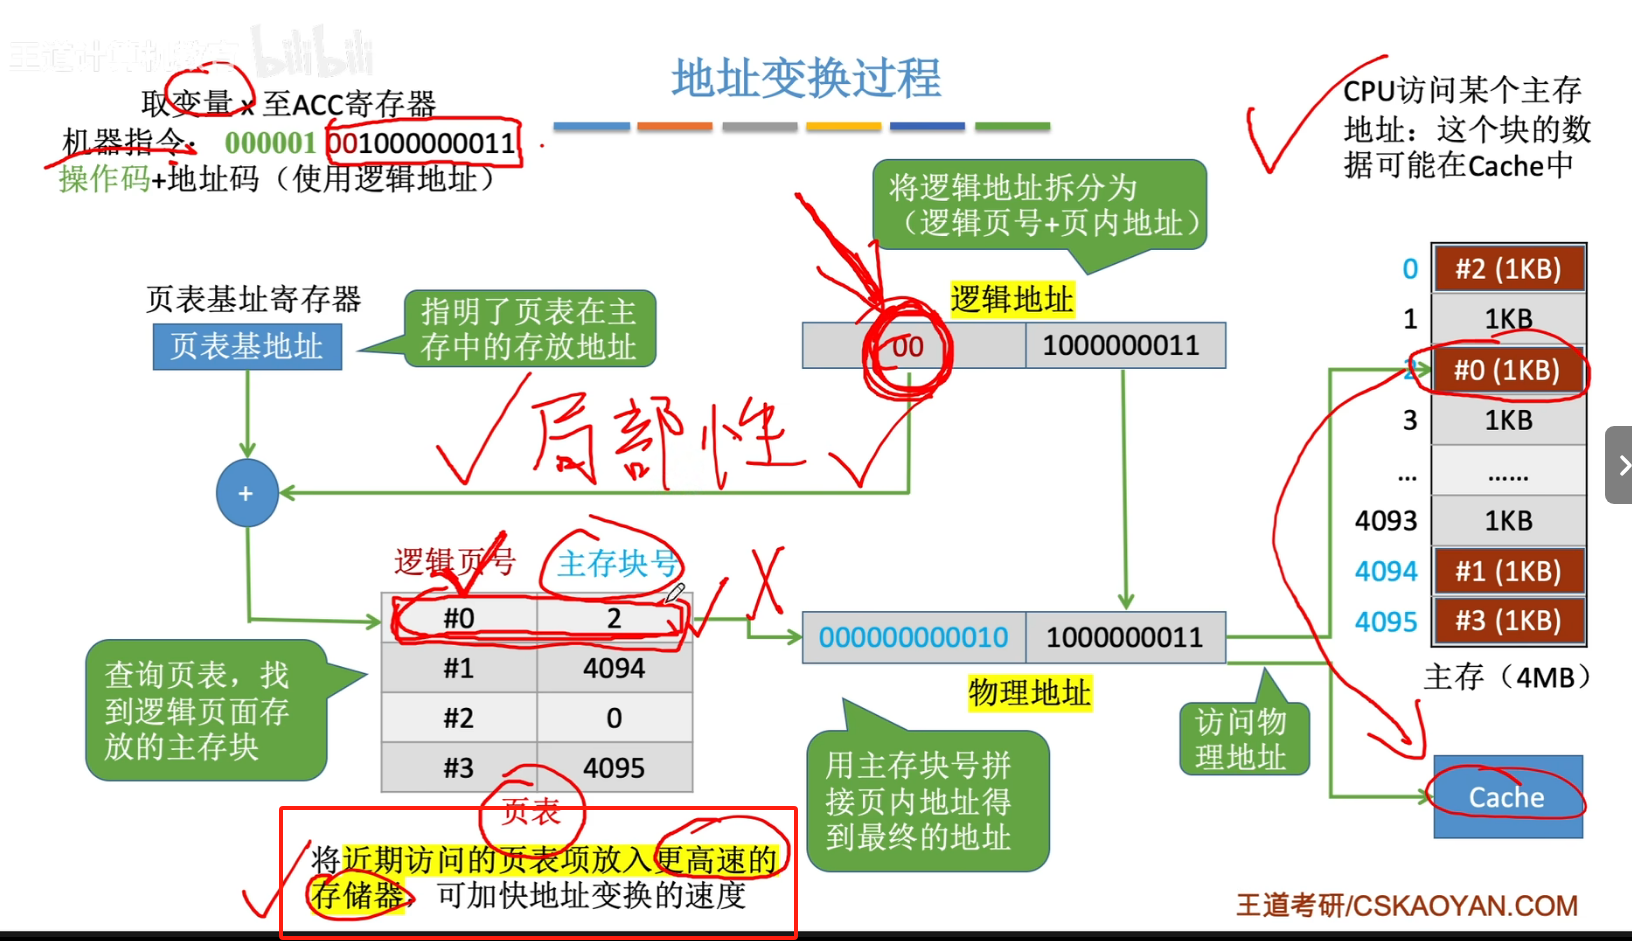 王道计算机教育 bilibili
地址变换过程
取变量 x 至ACC寄存器
机器指令： 000001 001000000011
操作码+地址码（使用逻辑地址）
CPU访问某个主存
地址：这个块的数
据可能在Cache中
将逻辑地址拆分为
（逻辑页号+页内地址）
页表基址寄存器
页表基地址
指明了页表在主
存中的存放地址
逻辑地址
00 1000000011
局部性
+
逻辑页号 主存块号
#0 2
#1 4094
#2 0
#3 4095
页表
查询页表，找
到逻辑页面存
放的主存块
000000000010 1000000011
物理地址
用主存块号拼
接页内地址得
到最终的地址
访问物
理地址
0 #2 (1KB)
1 1KB
2 #0 (1KB)
3 1KB
... ......
4093 1KB
4094 #1 (1KB)
4095 #3 (1KB)
主存（4MB）
Cache
将近期访问的页表项放入更高速的
存储器，可加快地址变换的速度
王道考研/CSKAOYAN.COM